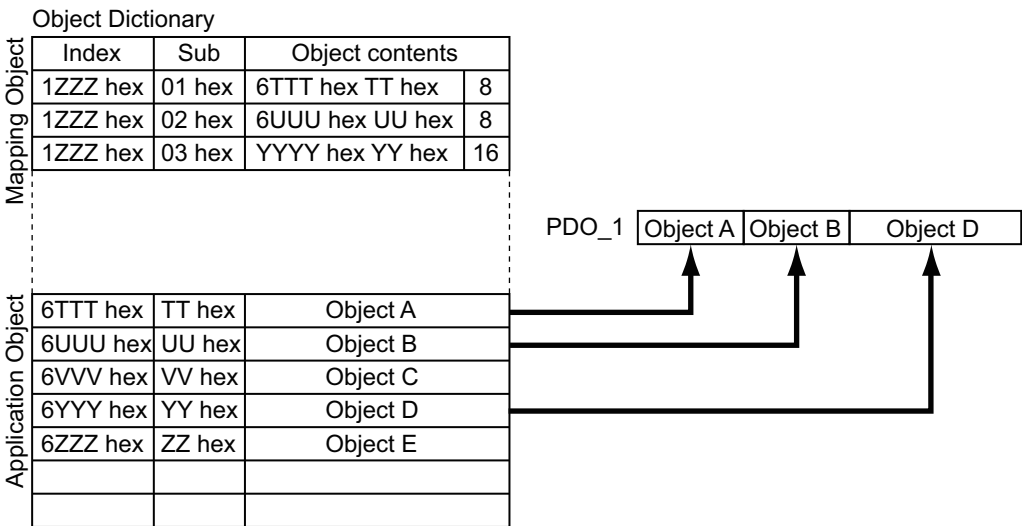 Object Dictionary
Mapping Object
Index Sub Object contents
1ZZZ hex 01 hex 6TTT hex TT hex 8
1ZZZ hex 02 hex 6UUU hex UU hex 8
1ZZZ hex 03 hex YYYY hex YY hex 16
PDO_1 Object A Object B Object D
Application Object
6TTT hex TT hex Object A
6UUU hex UU hex Object B
6VVV hex VV hex Object C
6YYY hex YY hex Object D
6ZZZ hex ZZ hex Object E